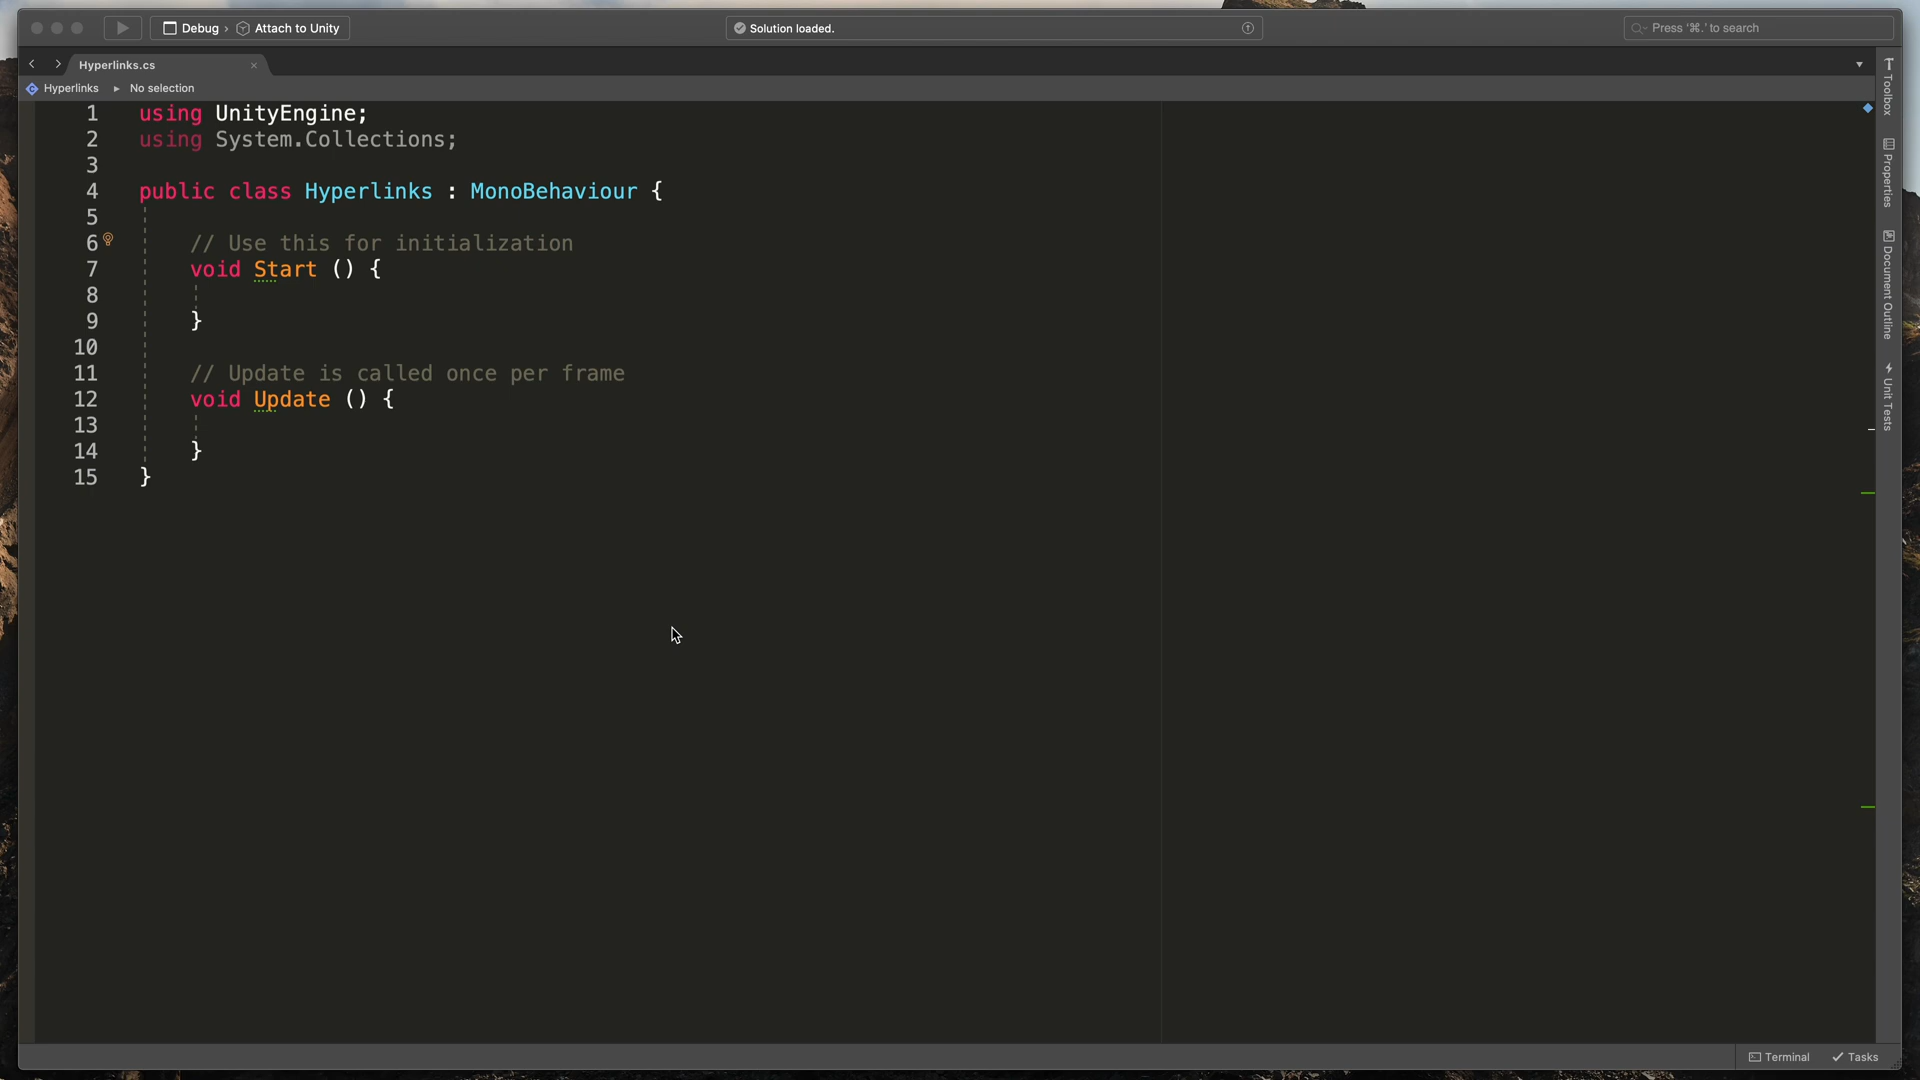 Debug › Attach to Unity
Solution loaded.
Press '⌘.' to search
Hyperlinks.cs
Hyperlinks ▸ No selection
1 using UnityEngine;
2 using System.Collections;
3
4 public class Hyperlinks : MonoBehaviour {
5
6 // Use this for initialization
7 void Start () {
8
9 }
10
11 // Update is called once per frame
12 void Update () {
13
14 }
15 }
Toolbox
Properties
Document Outline
Unit Tests
Terminal
Tasks